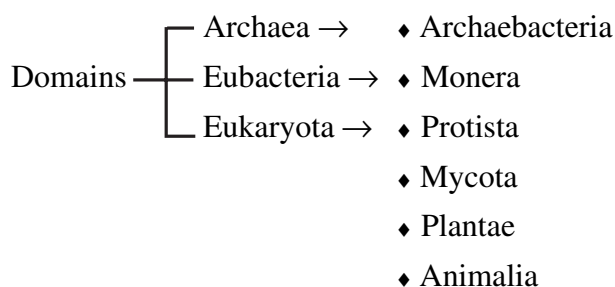 Archaea → ♦ Archaebacteria
Domains Eubacteria → ♦ Monera
Eukaryota → ♦ Protista
♦ Mycota
♦ Plantae
♦ Animalia